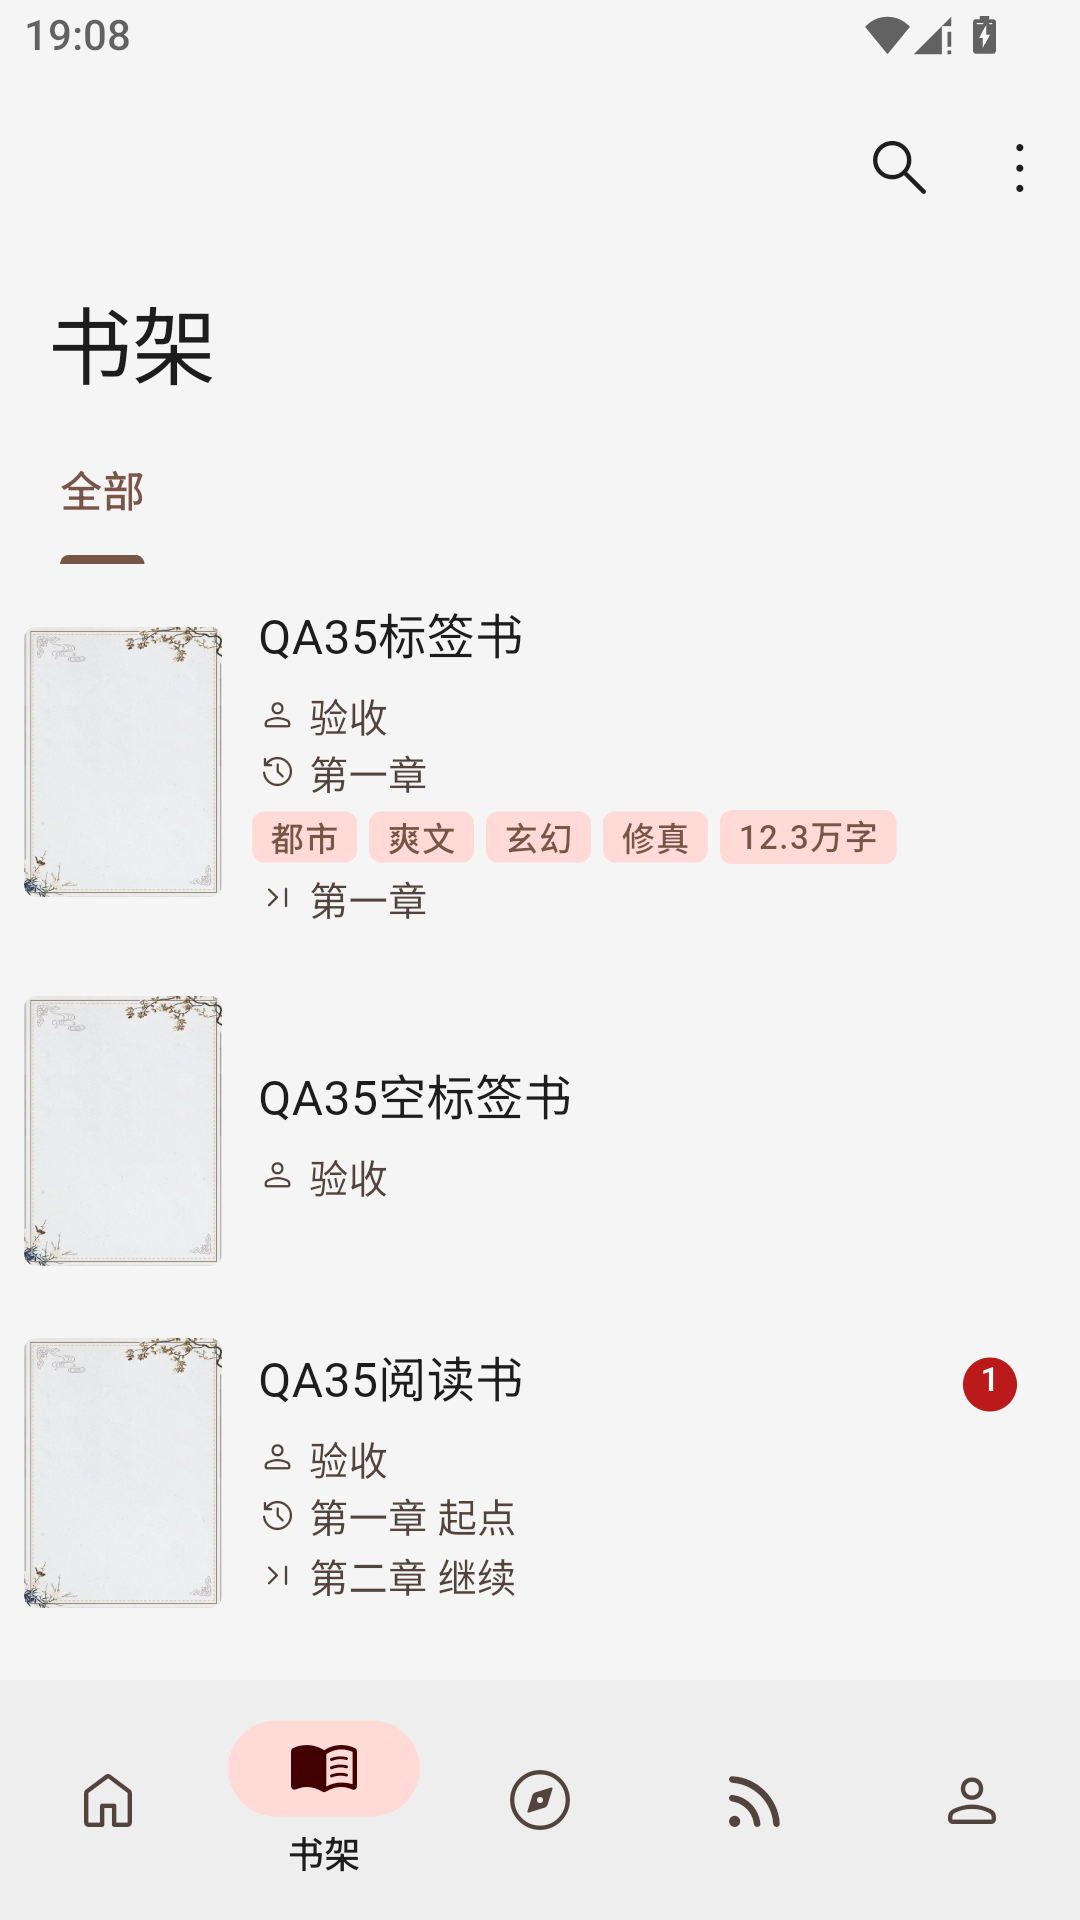 19:08
书架
全部
QA35标签书
验收
第一章
都市 爽文 玄幻 修真 12.3万字
第一章
QA35空标签书
验收
QA35阅读书
1
验收
第一章 起点
第二章 继续
书架